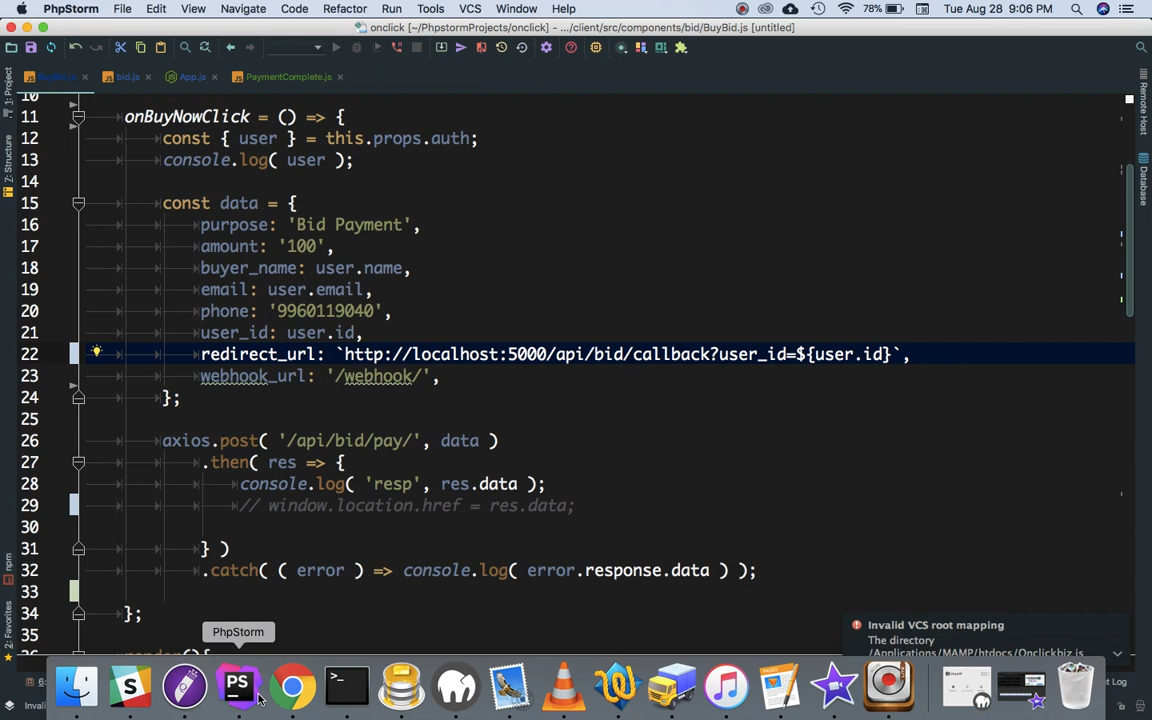 PhpStorm File Edit View Navigate Code Refactor Run Tools VCS Window Help 78% Tue Aug 28 9:06 PM
onclick [~/PhpstormProjects/onclick] - .../client/src/components/bid/BuyBid.js [untitled]
BuyBid.js bid.js App.js PaymentComplete.js
1: Project
7: Structure
npm
2: Favorites
Remote Host
Database
10
11 onBuyNowClick = () => {
12 const { user } = this.props.auth;
13 console.log( user );
14
15 const data = {
16 purpose: 'Bid Payment',
17 amount: '100',
18 buyer_name: user.name,
19 email: user.email,
20 phone: '9960119040',
21 user_id: user.id,
22 redirect_url: `http://localhost:5000/api/bid/callback?user_id=${user.id}`,
23 webhook_url: '/webhook/',
24 };
25
26 axios.post( '/api/bid/pay/', data )
27 .then( res => {
28 console.log( 'resp', res.data );
29 // window.location.href = res.data;
30
31 } )
32 .catch( ( error ) => console.log( error.response.data ) );
33
34 };
35
Invalid VCS root mapping
The directory
/Applications/MAMP/htdocs/Onclickbiz is
PhpStorm
PS